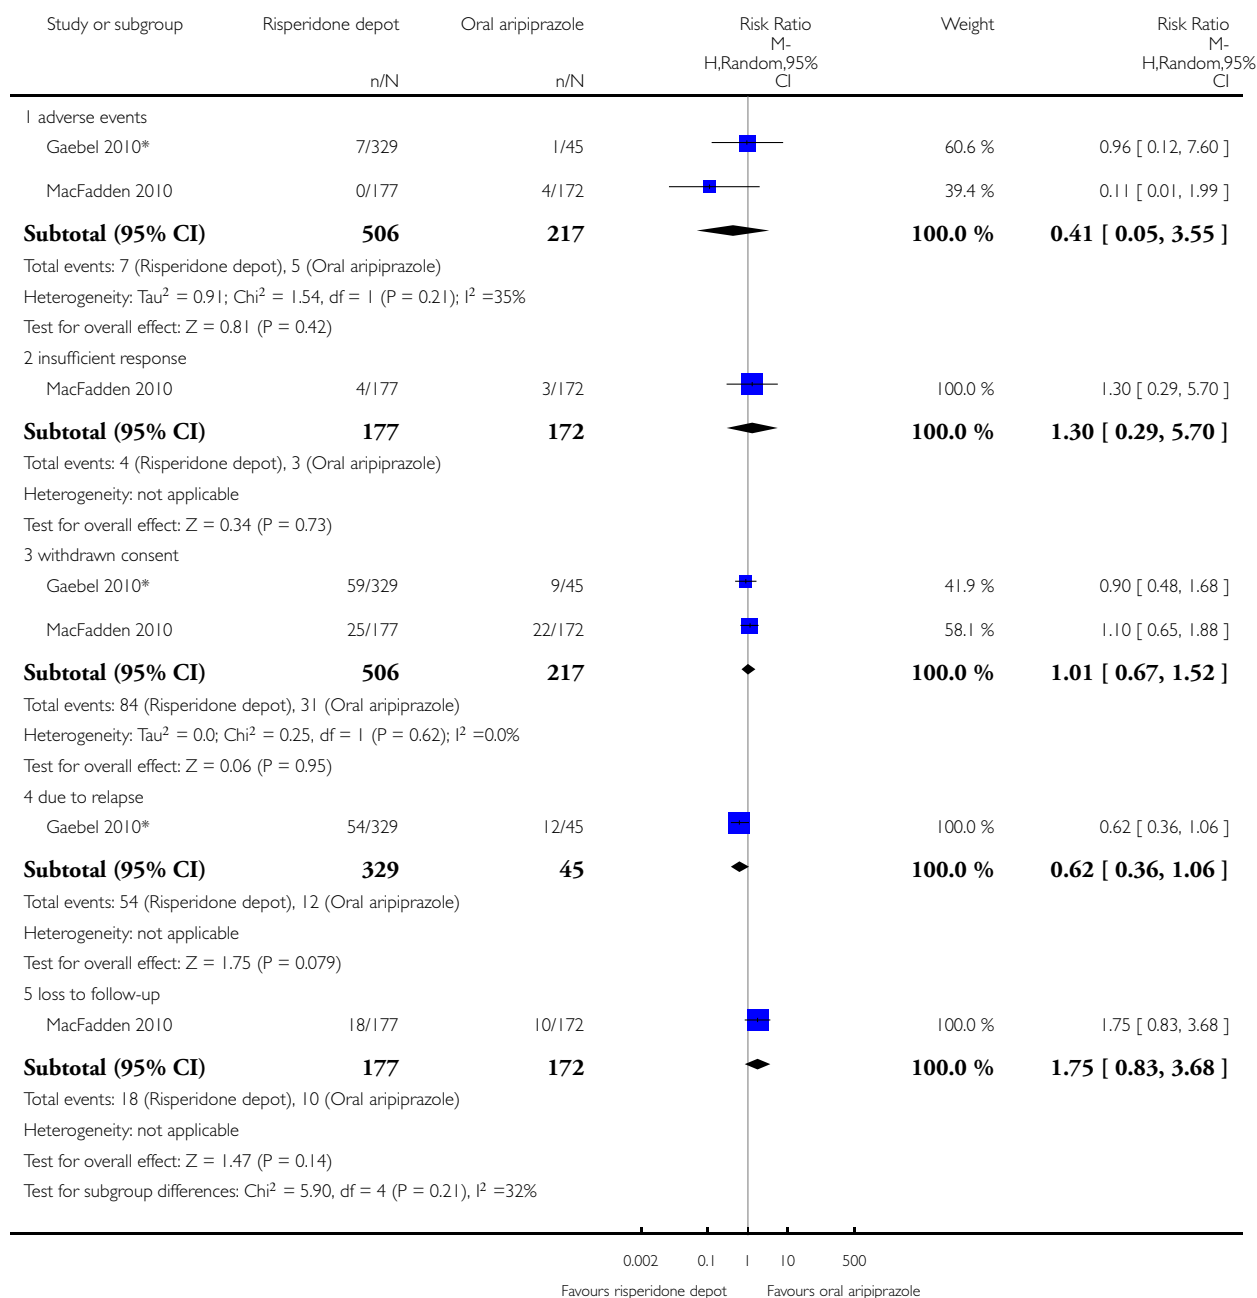 Study or subgroup Risperidone depot Oral aripiprazole Risk Ratio Weight Risk Ratio
M- M-
H,Random,95% H,Random,95%
n/N n/N CI CI
1 adverse events
Gaebel 2010* 7/329 1/45 60.6 % 0.96 [ 0.12, 7.60 ]
MacFadden 2010 0/177 4/172 39.4 % 0.11 [ 0.01, 1.99 ]
Subtotal (95% CI) 506 217 100.0 % 0.41 [ 0.05, 3.55 ]
Total events: 7 (Risperidone depot), 5 (Oral aripiprazole)
Heterogeneity: Tau² = 0.91; Chi² = 1.54, df = 1 (P = 0.21); I² =35%
Test for overall effect: Z = 0.81 (P = 0.42)
2 insufficient response
MacFadden 2010 4/177 3/172 100.0 % 1.30 [ 0.29, 5.70 ]
Subtotal (95% CI) 177 172 100.0 % 1.30 [ 0.29, 5.70 ]
Total events: 4 (Risperidone depot), 3 (Oral aripiprazole)
Heterogeneity: not applicable
Test for overall effect: Z = 0.34 (P = 0.73)
3 withdrawn consent
Gaebel 2010* 59/329 9/45 41.9 % 0.90 [ 0.48, 1.68 ]
MacFadden 2010 25/177 22/172 58.1 % 1.10 [ 0.65, 1.88 ]
Subtotal (95% CI) 506 217 100.0 % 1.01 [ 0.67, 1.52 ]
Total events: 84 (Risperidone depot), 31 (Oral aripiprazole)
Heterogeneity: Tau² = 0.0; Chi² = 0.25, df = 1 (P = 0.62); I² =0.0%
Test for overall effect: Z = 0.06 (P = 0.95)
4 due to relapse
Gaebel 2010* 54/329 12/45 100.0 % 0.62 [ 0.36, 1.06 ]
Subtotal (95% CI) 329 45 100.0 % 0.62 [ 0.36, 1.06 ]
Total events: 54 (Risperidone depot), 12 (Oral aripiprazole)
Heterogeneity: not applicable
Test for overall effect: Z = 1.75 (P = 0.079)
5 loss to follow-up
MacFadden 2010 18/177 10/172 100.0 % 1.75 [ 0.83, 3.68 ]
Subtotal (95% CI) 177 172 100.0 % 1.75 [ 0.83, 3.68 ]
Total events: 18 (Risperidone depot), 10 (Oral aripiprazole)
Heterogeneity: not applicable
Test for overall effect: Z = 1.47 (P = 0.14)
Test for subgroup differences: Chi² = 5.90, df = 4 (P = 0.21), I² =32%
0.002 0.1 1 10 500
Favours risperidone depot Favours oral aripiprazole